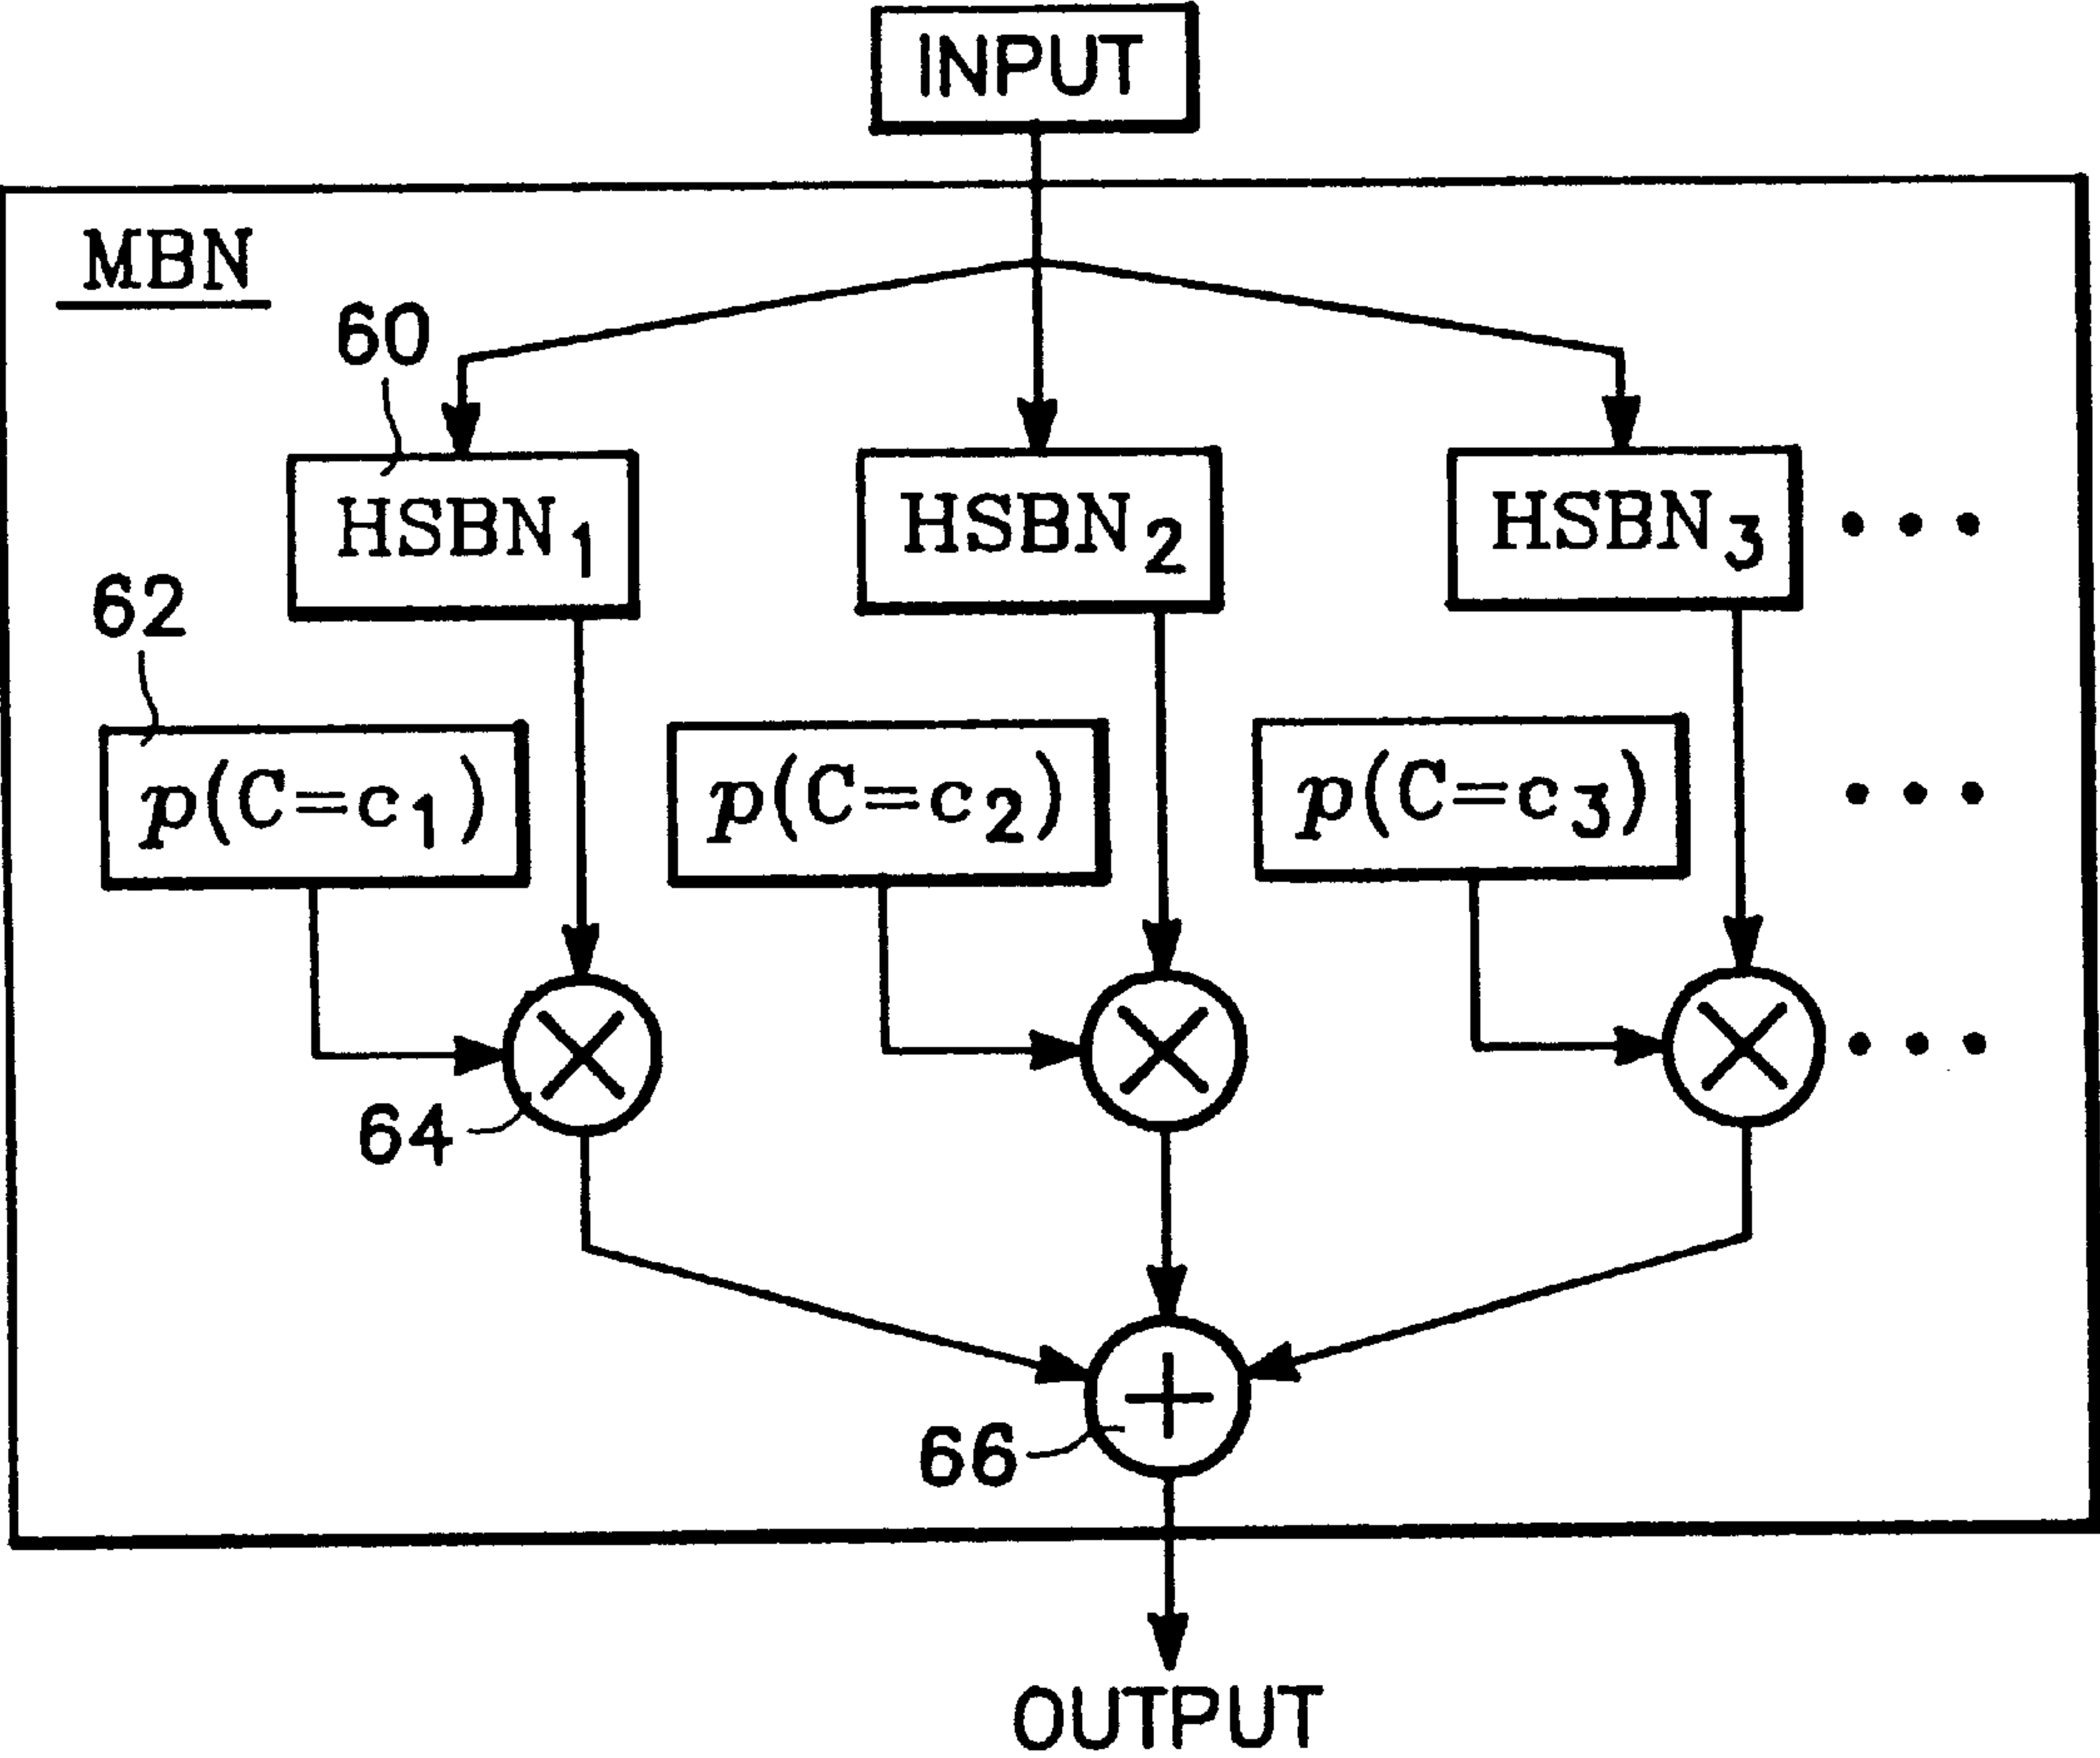 INPUT
MBN
60
HSBN1 HSBN2 HSBN3 • • •
62
p(C=c1) p(C=c2) p(C=c3) • • •
• • •
64
66
OUTPUT